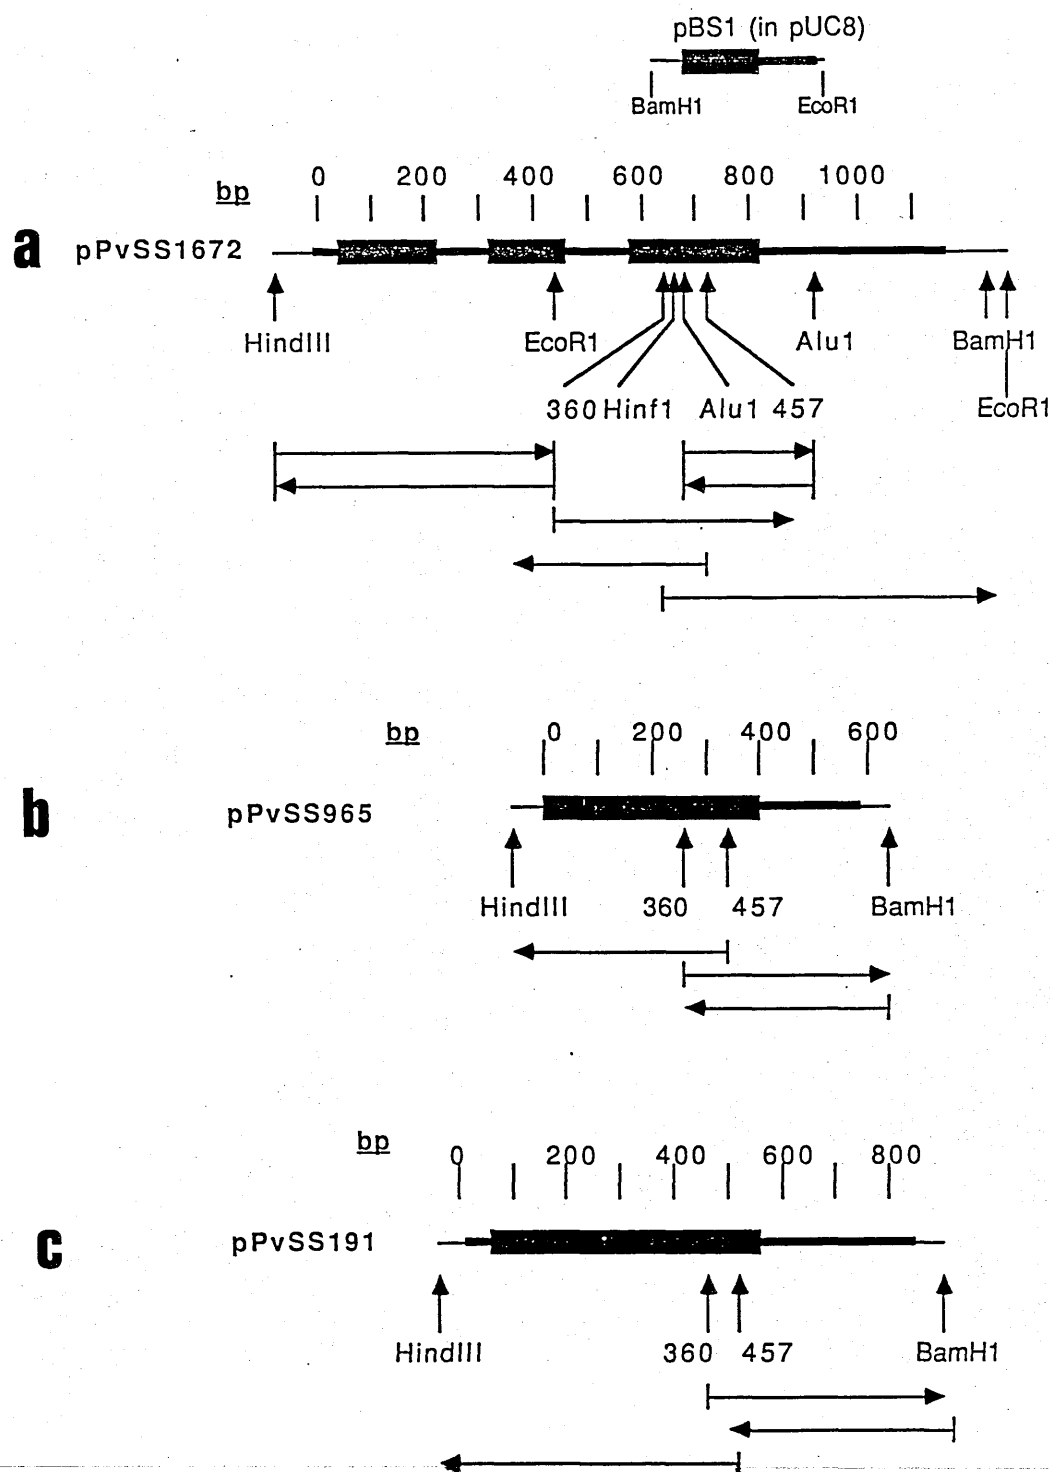 pBS1 (in pUC8)
BamH1 EcoR1
bp 0 200 400 600 800 1000
a pPvSS1672
HindIII EcoR1 Alu1 BamH1
360 Hinf1 Alu1 457 EcoR1
bp 0 200 400 600
b pPvSS965
HindIII 360 457 BamH1
bp 0 200 400 600 800
c pPvSS191
HindIII 360 457 BamH1